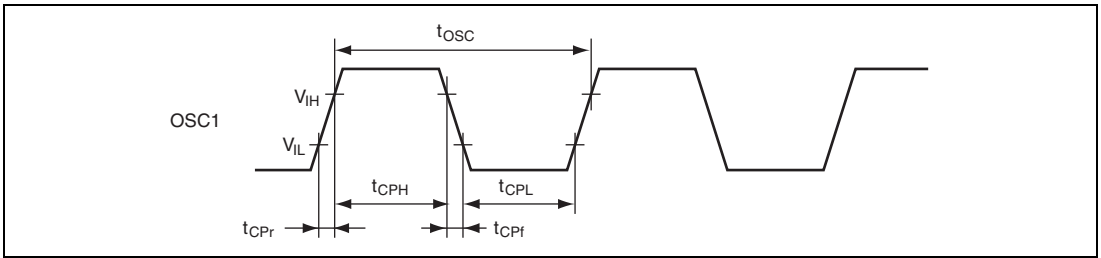 tOSC
VIH
OSC1
VIL
tCPH
tCPL
tCPr
tCPf